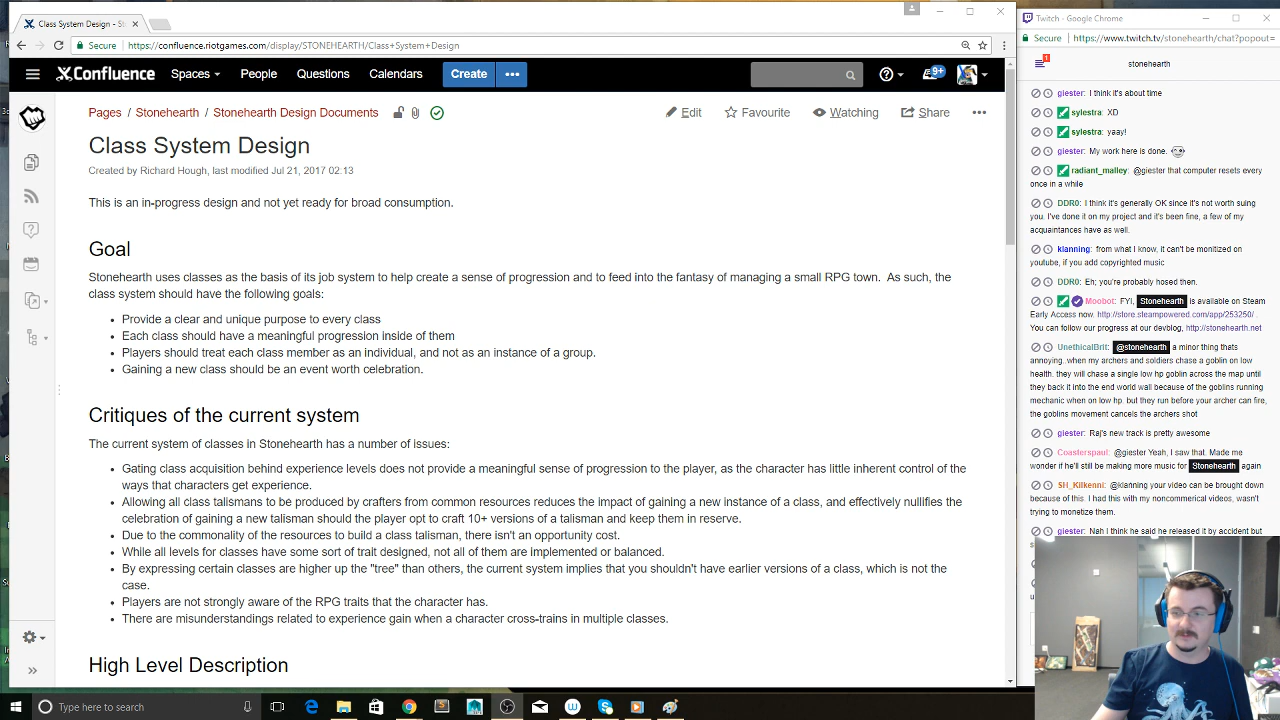 Class System Design - St
Twitch - Google Chrome
Secure https://confluence.riotgames.com/display/STONEHEARTH/Class+System+Design
Secure https://www.twitch.tv/stonehearth/chat?popout=
Confluence Spaces People Questions Calendars Create ••• 9+
stonehearth
Pages / Stonehearth / Stonehearth Design Documents
Edit Favourite Watching Share •••
Class System Design
Created by Richard Hough, last modified Jul 21, 2017 02:13
This is an in-progress design and not yet ready for broad consumption.
Goal
Stonehearth uses classes as the basis of its job system to help create a sense of progression and to feed into the fantasy of managing a small RPG town. As such, the
class system should have the following goals:
• Provide a clear and unique purpose to every class
• Each class should have a meaningful progression inside of them
• Players should treat each class member as an individual and not as an instance of a group.
• Gaining a new class should be an event worth celebration.
Critiques of the current system
The current system of classes in Stonehearth has a number of issues:
• Gating class acquisition behind experience levels does not provide a meaningful sense of progression to the player, as the character has little inherent control of the
ways that characters get experience.
• Allowing all class talismans to be produced by crafters from common resources reduces the impact of gaining a new instance of a class, and effectively nullifies the
celebration of gaining a new talisman should the player opt to craft 10+ versions of a talisman and keep them in reserve.
• Due to the commonality of the resources to build a class talisman, there isn't an opportunity cost.
• While all levels for classes have some sort of trait designed, not all of them are implemented or balanced.
• By expressing certain classes are higher up the "tree" than others, the current system implies that you shouldn't have earlier versions of a class, which is not the
case.
• Players are not strongly aware of the RPG traits that the character has.
• There are misunderstandings related to experience gain when a character cross-trains in multiple classes.
High Level Description
giester: I think it's about time
sylestra: XD
sylestra: yaay!
giester: My work here is done.
radiant_malley: @giester that computer resets every
once in a while
DDR0: I think it's generally OK since it's not worth suing
you. I've done it on my project and it's been fine, a few of my
acquaintances have as well.
klanning: from what I know, it can't be monitized on
youtube, if you add copyrighted music
DDR0: Eh; you're probably hosed then.
Moobot: FYI, Stonehearth is available on Steam
Early Access now. http://store.steampowered.com/app/253250/ .
You can follow our progress at our devblog, http://stonehearth.net
UnethicalBrit: @stonehearth a minor thing thats
annoying. when my archers and soldiers chase a goblin on low
health. they will chase a single low hp goblin across the map until
they back it into the end world wall because of the goblins running
mechanic when on low hp. but they run before your archer can fire,
the goblins movement cancels the archers shot
giester: Raj's new track is pretty awesome
Coasterspaul: @giester Yeah, I saw that. Made me
wonder if he'll still be making more music for Stonehearth again
SH_Kilkenni: @klanning your video can be brought down
because of this. I had this with my noncommerical videos, wasn't
trying to monetize them.
giester: Nah I think he said he released it by accident but
Type here to search